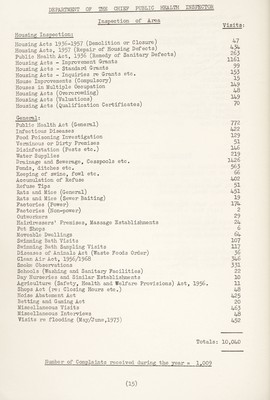 DEPARTMENT OF THE CHIEF PUBLIC HEALTH INSPECTOR
Inspection of Area
Visits:
Housing Inspection:
Housing Acts 1936-1957 (Demolition or Closure) 47
Housing Acts, 1957 (Repair of Housing Defects) 434
Public Health Act, 1936 (Remedy of Sanitary Defects) 263
Housing Acts - Improvement Grants 1161
Housing Acts - Standard Grants 99
Housing Acts - Inquiries re Grants etc. 153
House Improvements (Compulsory) 15
Houses in Multiple Occupation 149
Housing Acts (Overcrowding) 48
Housing Acts (Valuations) 149
Housing Acts (Qualification Certificates) 70
General:
Public Health Act (General) 772
Infectious Diseases 422
Food Poisoning Investigation 129
Verminous or Dirty Premises 51
Disinfestation (Pests etc.) 146
Water Supplies 219
Drainage and Sewerage, Cesspools etc. 1426
Ponds, ditches etc. 563
Keeping of swine, fowl etc. 66
Accumulation of Refuse 402
Refuse Tips 51
Rats and Mice (General) 451
Rats and Mice (Sewer Baiting) 19
Factories (Power) 174
Factories (Non-power) 2
Outworkers 29
Hairdressers' Premises, Massage Establishments 24
Pet Shops 6
Moveable Dwellings 64
Swimming Bath Visits 107
Swimming Bath Sampling Visits 117
Diseases of Animals Act (Waste Foods Order) 36
Clean Air Act, 1956/1968 346
Smoke Observations 331
Schools (Washing and Sanitary Facilities) 22
Day Nurseries and Similar Establishments 10
Agriculture (Safety, Health and Welfare Provisions) Act, 1956. 11
Shops Act (re: Closing Hours etc.) 48
Noise Abatement Act 425
Betting and Gaming Act 20
Miscellaneous Visits 463
Miscellaneous Interviews 48
Visits re flooding (May/June,1973) 452
Totals: 10,040
Number of Complaints received during the year = 1,009
(15)